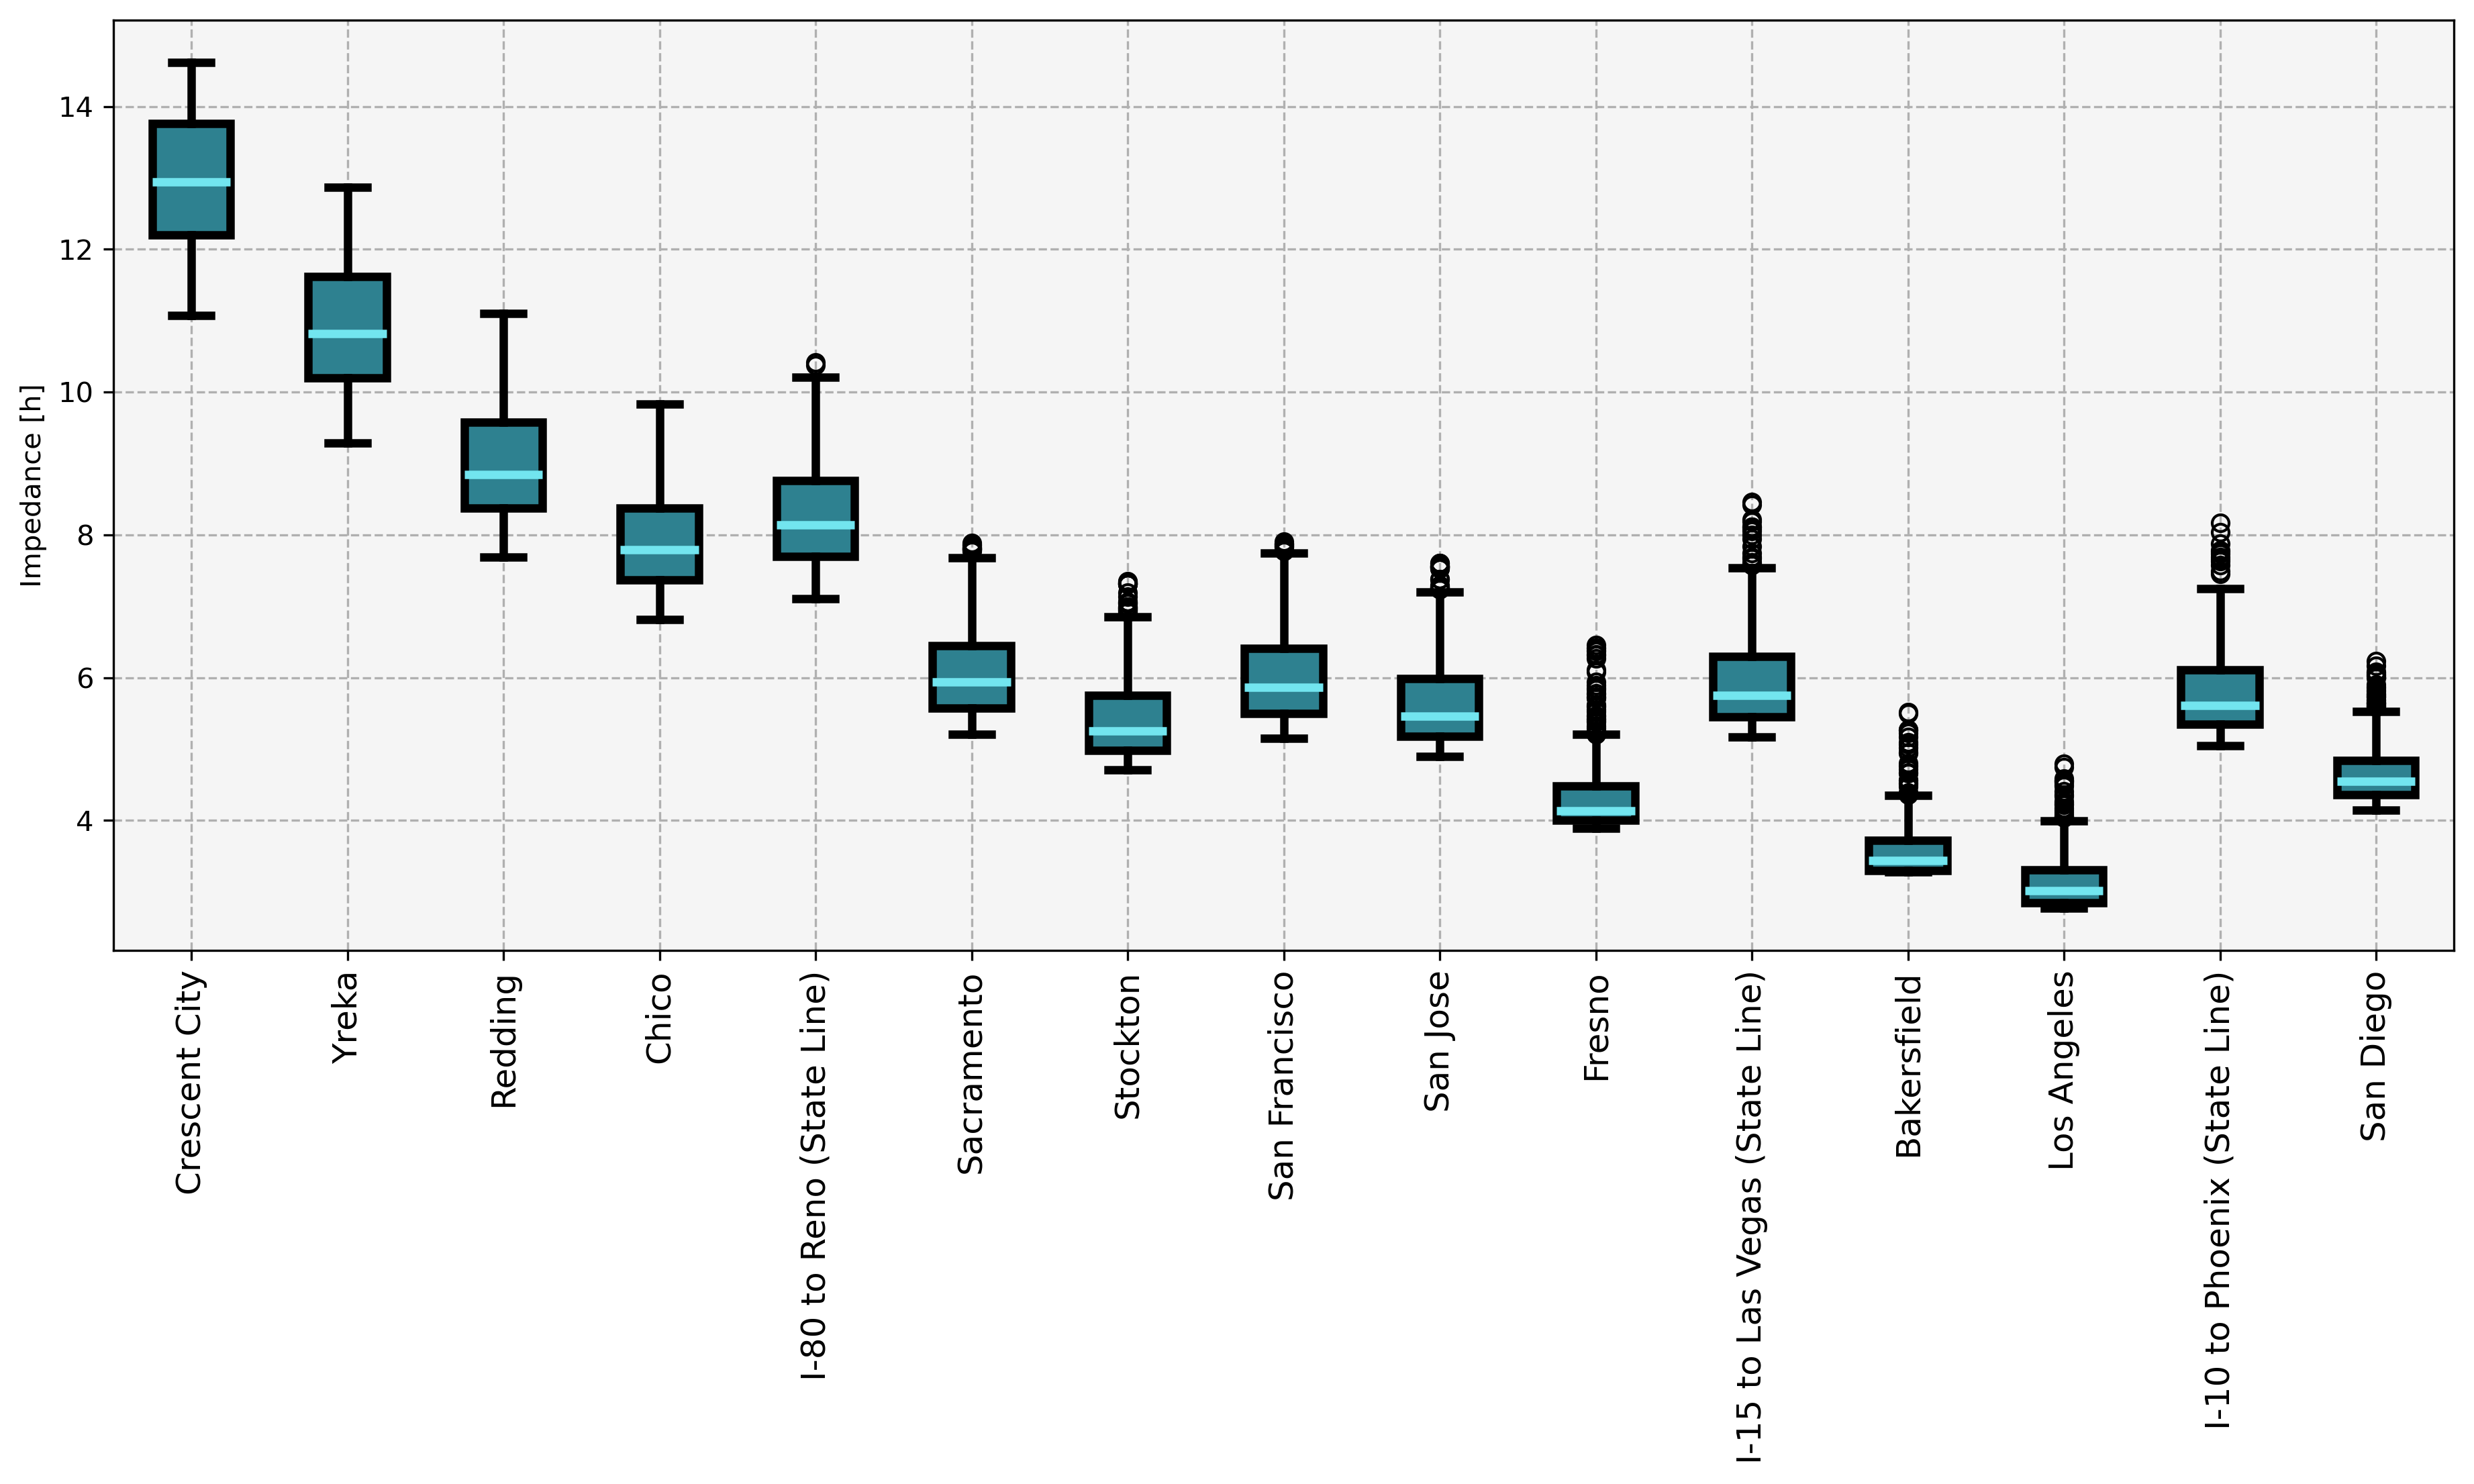 Impedance [h]
14
12
10
8
6
4
Crescent City
Yreka
Redding
Chico
I-80 to Reno (State Line)
Sacramento
Stockton
San Francisco
San Jose
Fresno
I-15 to Las Vegas (State Line)
Bakersfield
Los Angeles
I-10 to Phoenix (State Line)
San Diego